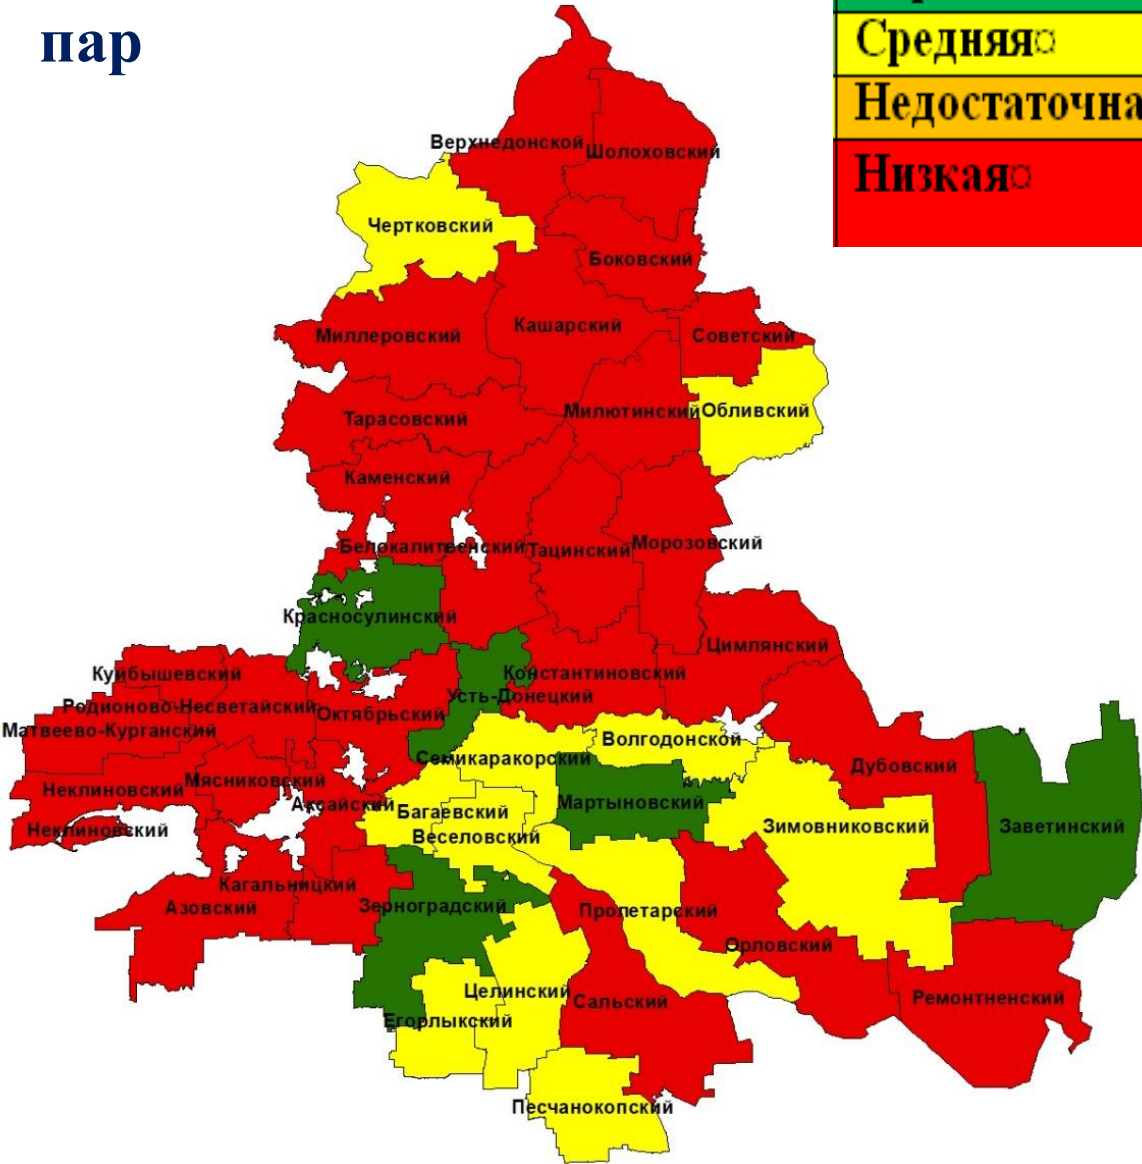 пар
Средняя¤
Недостаточна
Низкая¤
Верхнедонской
Шолоховский
Чертковский
Боковский
Кашарский
Миллеровский
Советский
Тарасовский
Милютинский
Обливский
Каменский
Белокалитвенский
Тацинский
Морозовский
Красносулинский
Цимлянский
Куйбышевский
Константиновский
Усть-Донецкий
Родионово-Несветайский
Октябрьский
Матвеево-Курганский
Волгодонской
Семикаракорский
Дубовский
Мясниковский
Неклиновский
Аксайский
Мартыновский
Багаевский
Зимовниковский
Заветинский
Неклиновский
Веселовский
Кагальницкий
Азовский
Зерноградский
Пролетарский
Орловский
Целинский
Сальский
Ремонтненский
Егорлыкский
Песчанокопский